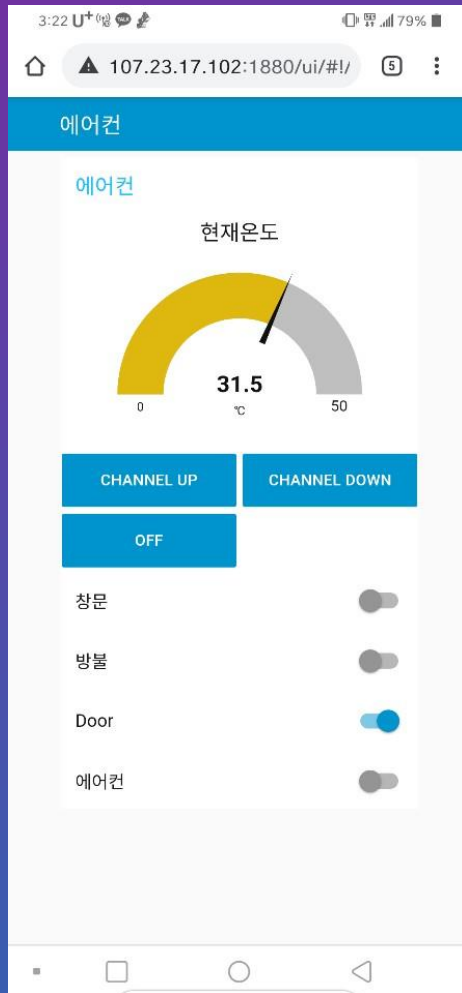 3:22 U+ 79%
107.23.17.102:1880/ui/#!/ 5
에어컨
에어컨
현재온도
31.5
0 ℃ 50
CHANNEL UP CHANNEL DOWN
OFF
창문
방불
Door
에어컨